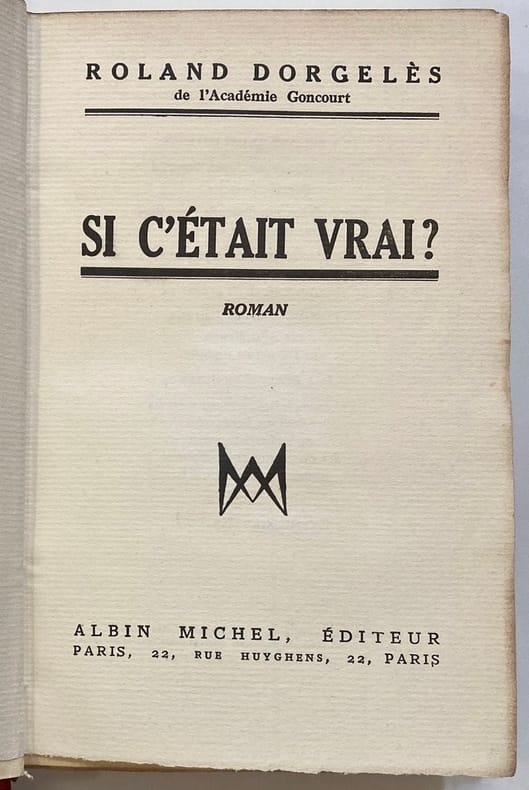 ROLAND DORGELÈS
de l'Académie Goncourt
SI C'ÉTAIT VRAI?
ROMAN
ALBIN MICHEL, ÉDITEUR
PARIS, 22, RUE HUYGHENS, 22, PARIS